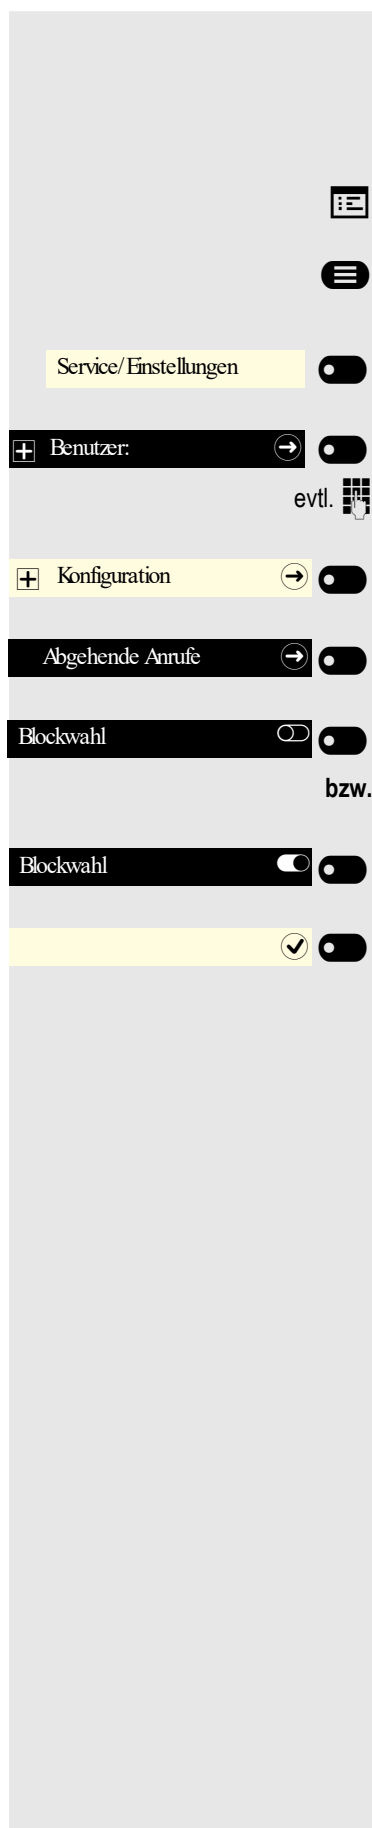 Service/Einstellungen
Benutzer:
evtl.
Konfiguration
Abgehende Anrufe
Blockwahl
bzw.
Blockwahl